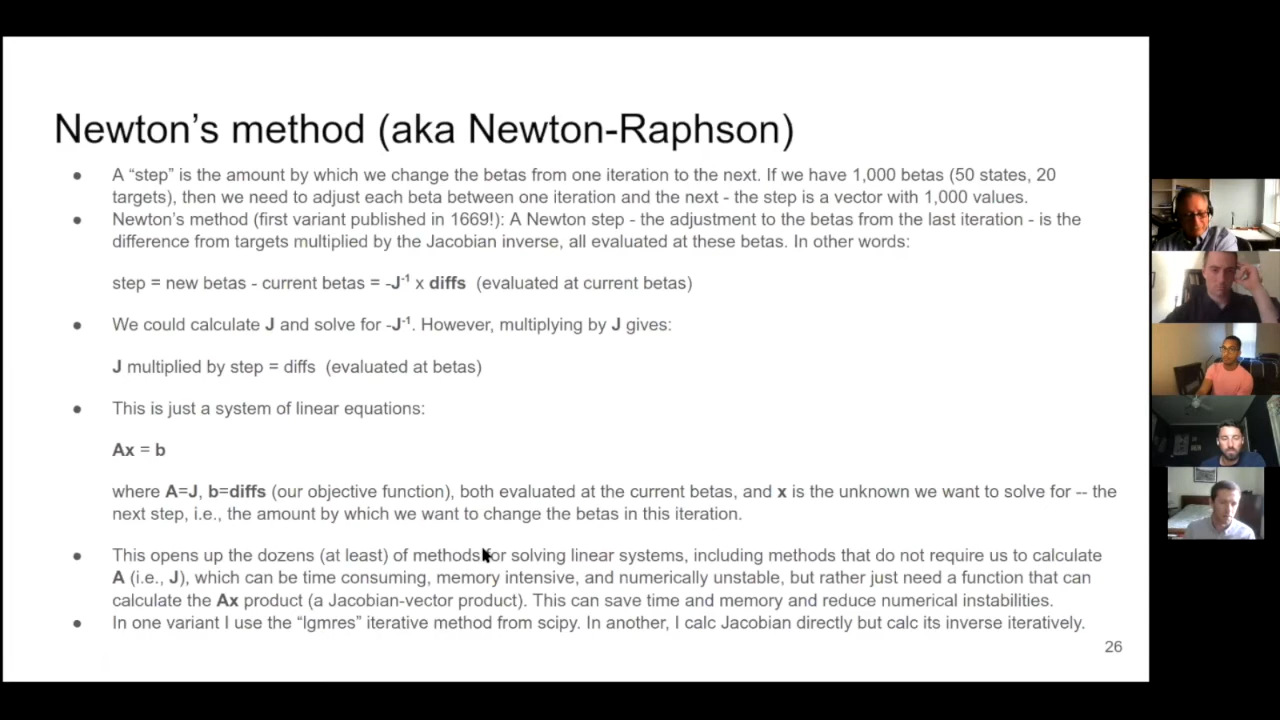 Newton’s method (aka Newton-Raphson)
● A “step” is the amount by which we change the betas from one iteration to the next. If we have 1,000 betas (50 states, 20
targets), then we need to adjust each beta between one iteration and the next - the step is a vector with 1,000 values.
● Newton’s method (first variant published in 1669!): A Newton step - the adjustment to the betas from the last iteration - is the
difference from targets multiplied by the Jacobian inverse, all evaluated at these betas. In other words:
step = new betas - current betas = -J⁻¹ x diffs (evaluated at current betas)
● We could calculate J and solve for -J⁻¹. However, multiplying by J gives:
J multiplied by step = diffs (evaluated at betas)
● This is just a system of linear equations:
Ax = b
where A=J, b=diffs (our objective function), both evaluated at the current betas, and x is the unknown we want to solve for -- the
next step, i.e., the amount by which we want to change the betas in this iteration.
● This opens up the dozens (at least) of methods for solving linear systems, including methods that do not require us to calculate
A (i.e., J), which can be time consuming, memory intensive, and numerically unstable, but rather just need a function that can
calculate the Ax product (a Jacobian-vector product). This can save time and memory and reduce numerical instabilities.
● In one variant I use the “lgmres” iterative method from scipy. In another, I calc Jacobian directly but calc its inverse iteratively.
26